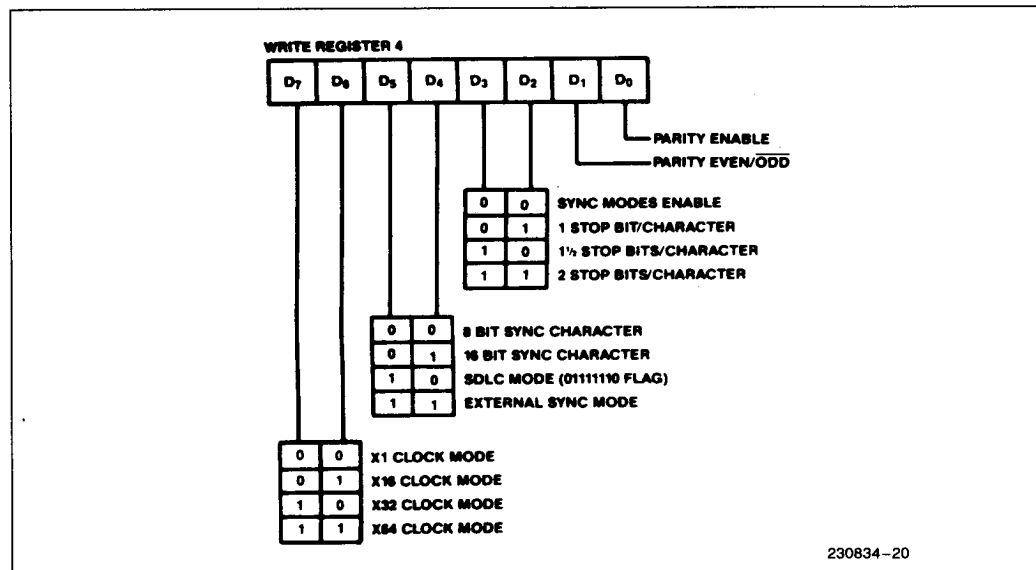 WRITE REGISTER 4
D7 D6 D5 D4 D3 D2 D1 D0
PARITY ENABLE
PARITY EVEN/O̅D̅D̅
0 0 SYNC MODES ENABLE
0 1 1 STOP BIT/CHARACTER
1 0 1½ STOP BITS/CHARACTER
1 1 2 STOP BITS/CHARACTER
0 0 8 BIT SYNC CHARACTER
0 1 16 BIT SYNC CHARACTER
1 0 SDLC MODE (01111110 FLAG)
1 1 EXTERNAL SYNC MODE
0 0 X1 CLOCK MODE
0 1 X16 CLOCK MODE
1 0 X32 CLOCK MODE
1 1 X64 CLOCK MODE
230834-20